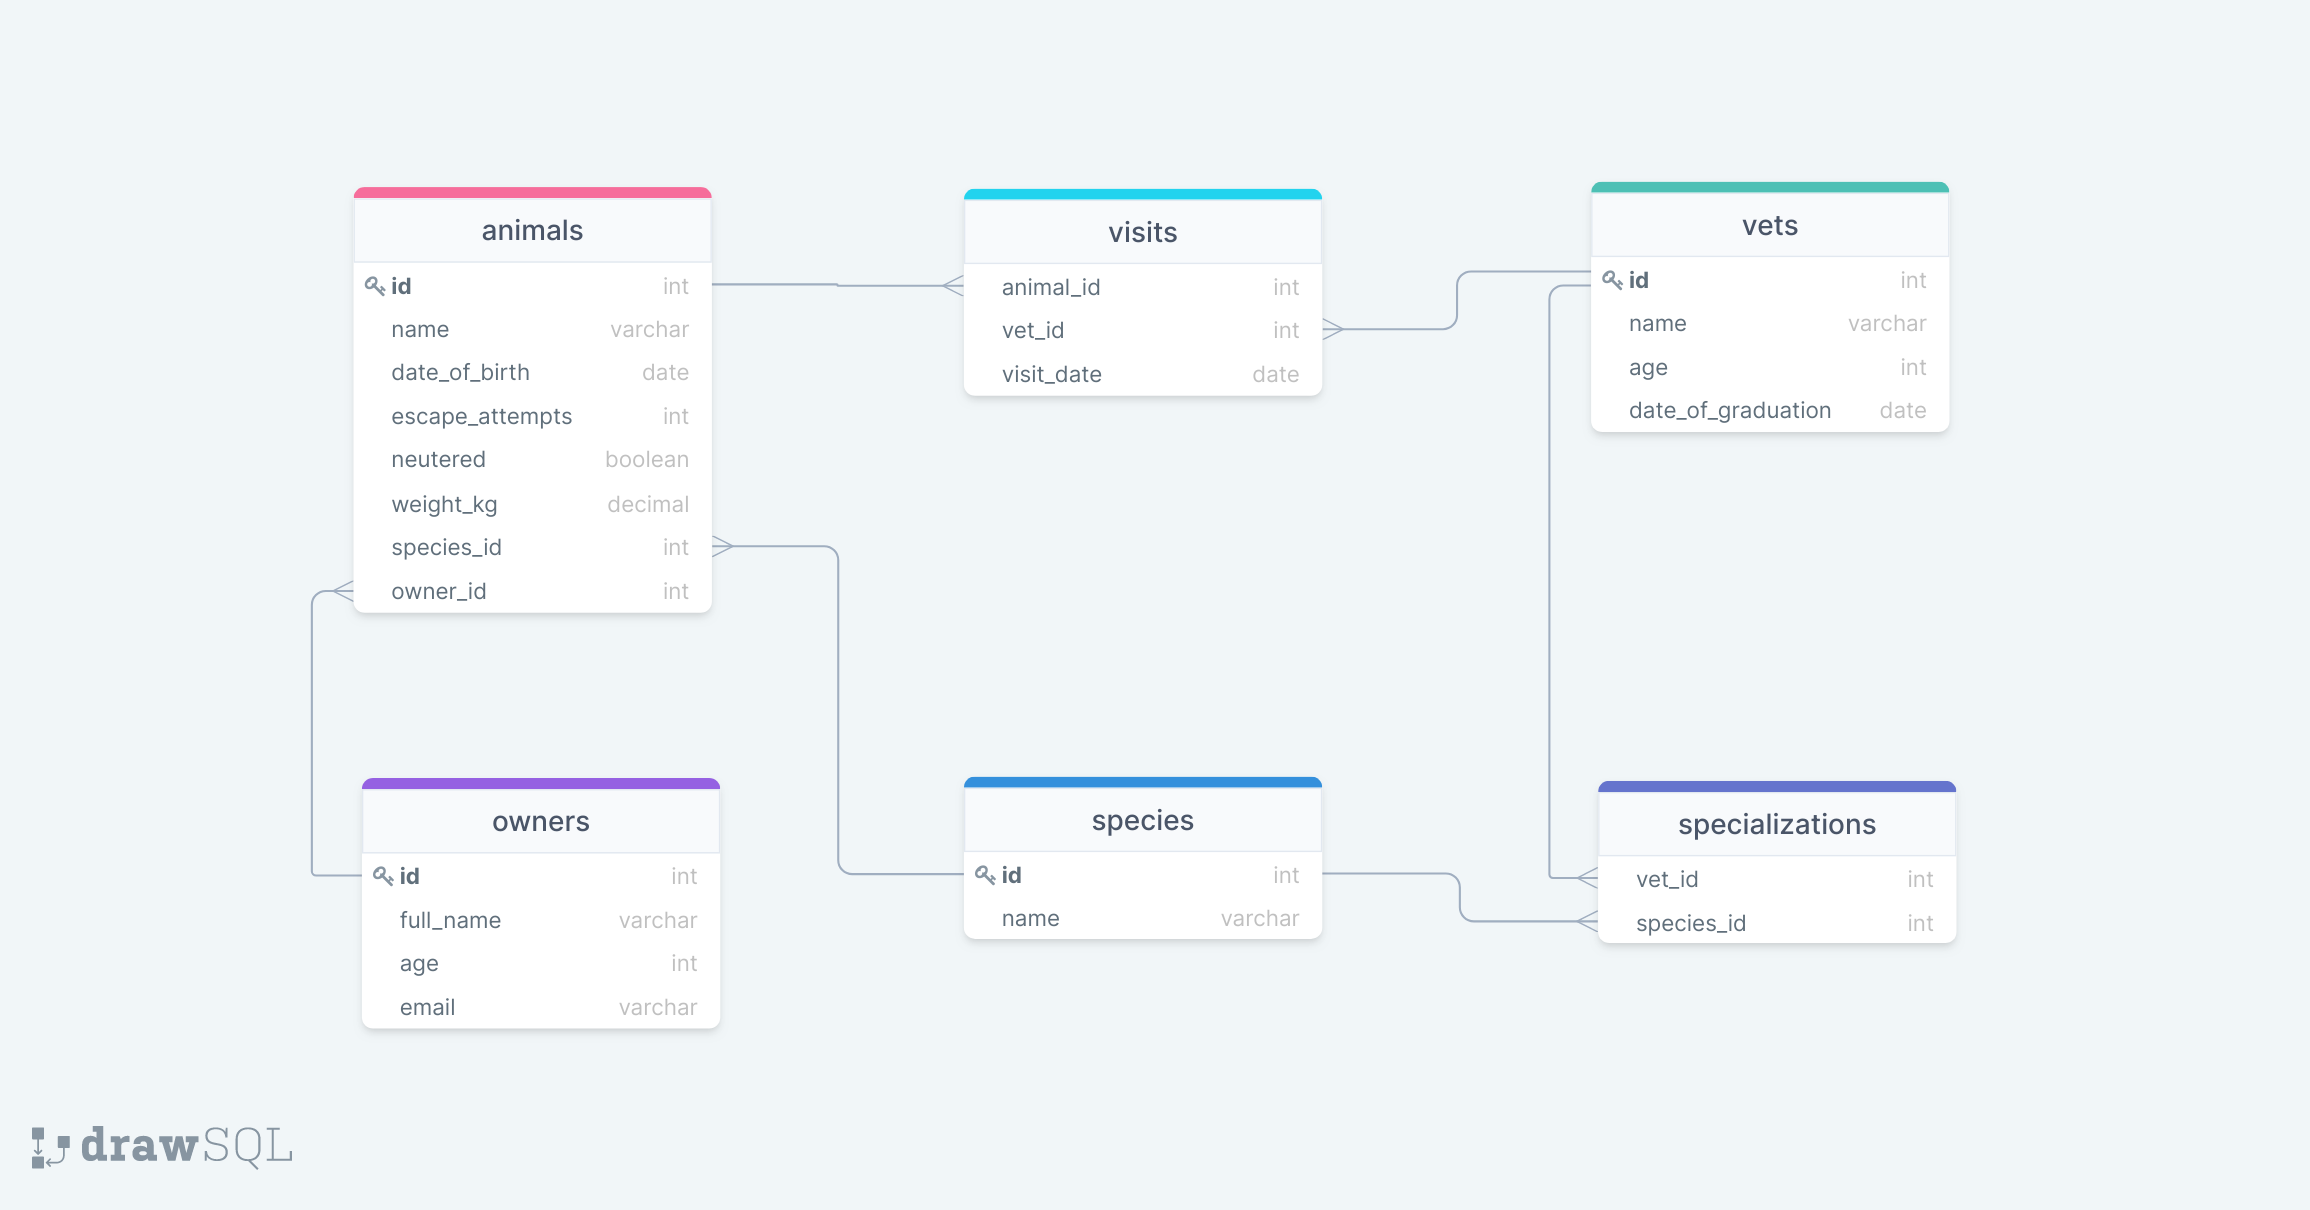 animals
id int
name varchar
date_of_birth date
escape_attempts int
neutered boolean
weight_kg decimal
species_id int
owner_id int
visits
animal_id int
vet_id int
visit_date date
vets
id int
name varchar
age int
date_of_graduation date
owners
id int
full_name varchar
age int
email varchar
species
id int
name varchar
specializations
vet_id int
species_id int
drawSQL